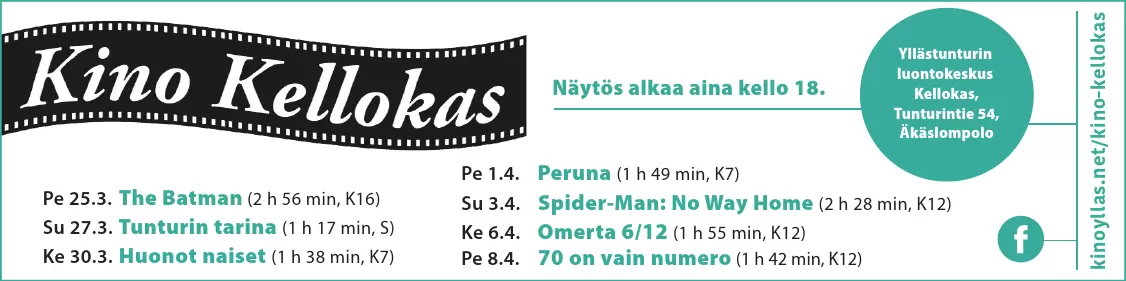 Kino Kellokas
Näytös alkaa aina kello 18.
Yllästunturin
luontokeskus
Kellokas,
Tunturintie 54,
Äkäslompolo
Pe 25.3. The Batman (2 h 56 min, K16)
Su 27.3. Tunturin tarina (1 h 17 min, S)
Ke 30.3. Huonot naiset (1 h 38 min, K7)
Pe 1.4. Peruna (1 h 49 min, K7)
Su 3.4. Spider-Man: No Way Home (2 h 28 min, K12)
Ke 6.4. Omerta 6/12 (1 h 55 min, K12)
Pe 8.4. 70 on vain numero (1 h 42 min, K12)
f
kinoyllas.net/kino-kellokas